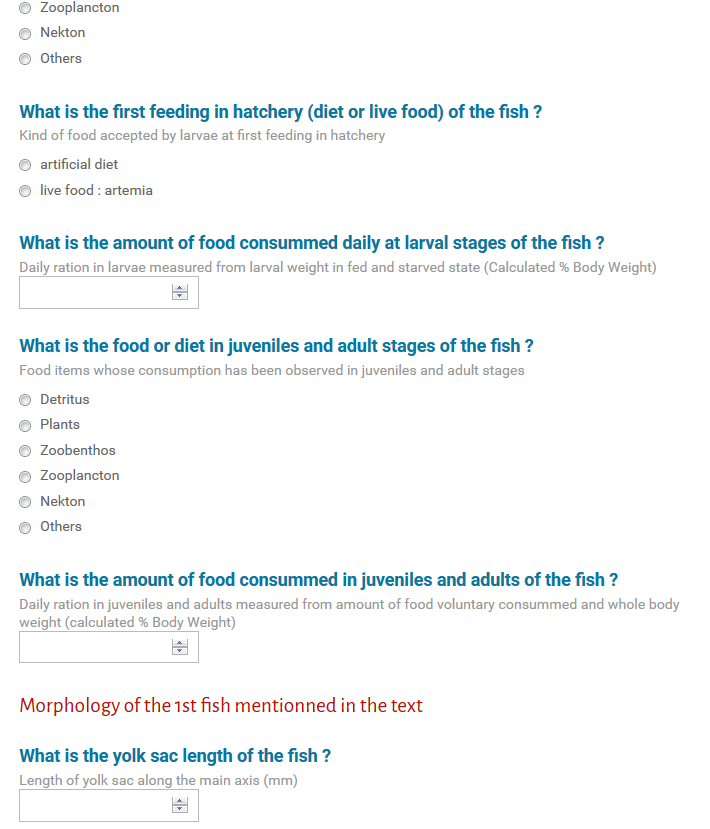 Zooplancton
Nekton
Others
What is the first feeding in hatchery (diet or live food) of the fish ?
Kind of food accepted by larvae at first feeding in hatchery
artificial diet
live food : artemia
What is the amount of food consummed daily at larval stages of the fish ?
Daily ration in larvae measured from larval weight in fed and starved state (Calculated % Body Weight)
What is the food or diet in juveniles and adult stages of the fish ?
Food items whose consumption has been observed in juveniles and adult stages
Detritus
Plants
Zoobenthos
Zooplancton
Nekton
Others
What is the amount of food consummed in juveniles and adults of the fish ?
Daily ration in juveniles and adults measured from amount of food voluntary consummed and whole body
weight (calculated % Body Weight)
Morphology of the 1st fish mentionned in the text
What is the yolk sac length of the fish ?
Length of yolk sac along the main axis (mm)